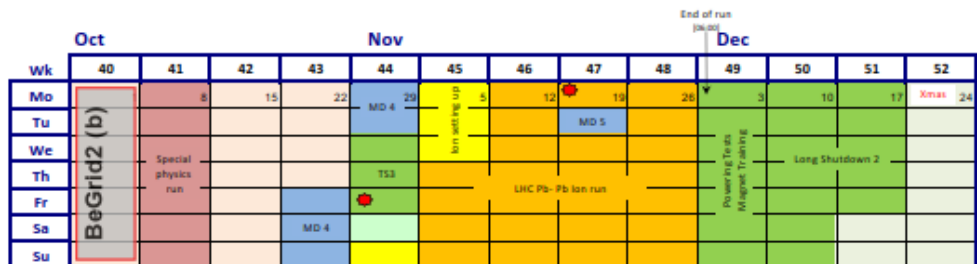 End of run
[06:00]
Oct Nov Dec
Wk 40 41 42 43 44 45 46 47 48 49 50 51 52
Mo 8 15 22 29 5 12 19 26 3 10 17 Xmas 24
Tu
We
Th
Fr
Sa
Su
BeGrid2 (b)
Special
physics
run
MD 4
MD 4
TS3
Ion setting up
MD 5
LHC Pb- Pb Ion run
Powering Tests
Magnet Training
Long Shutdown 2